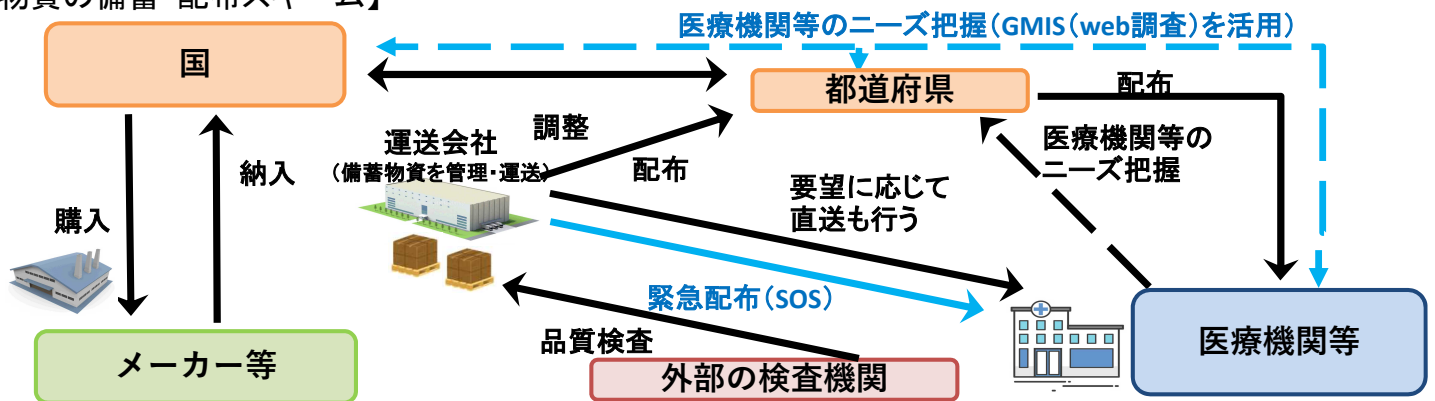 物資の備蓄・配布スキーム】
医療機関等のニーズ把握(GMIS(web調査)を活用)
国
都道府県
配布
調整
運送会社
(備蓄物資を管理・運送)
配布
医療機関等の
ニーズ把握
納入
要望に応じて
直送も行う
購入
緊急配布(SOS)
品質検査
医療機関等
メーカー等
外部の検査機関